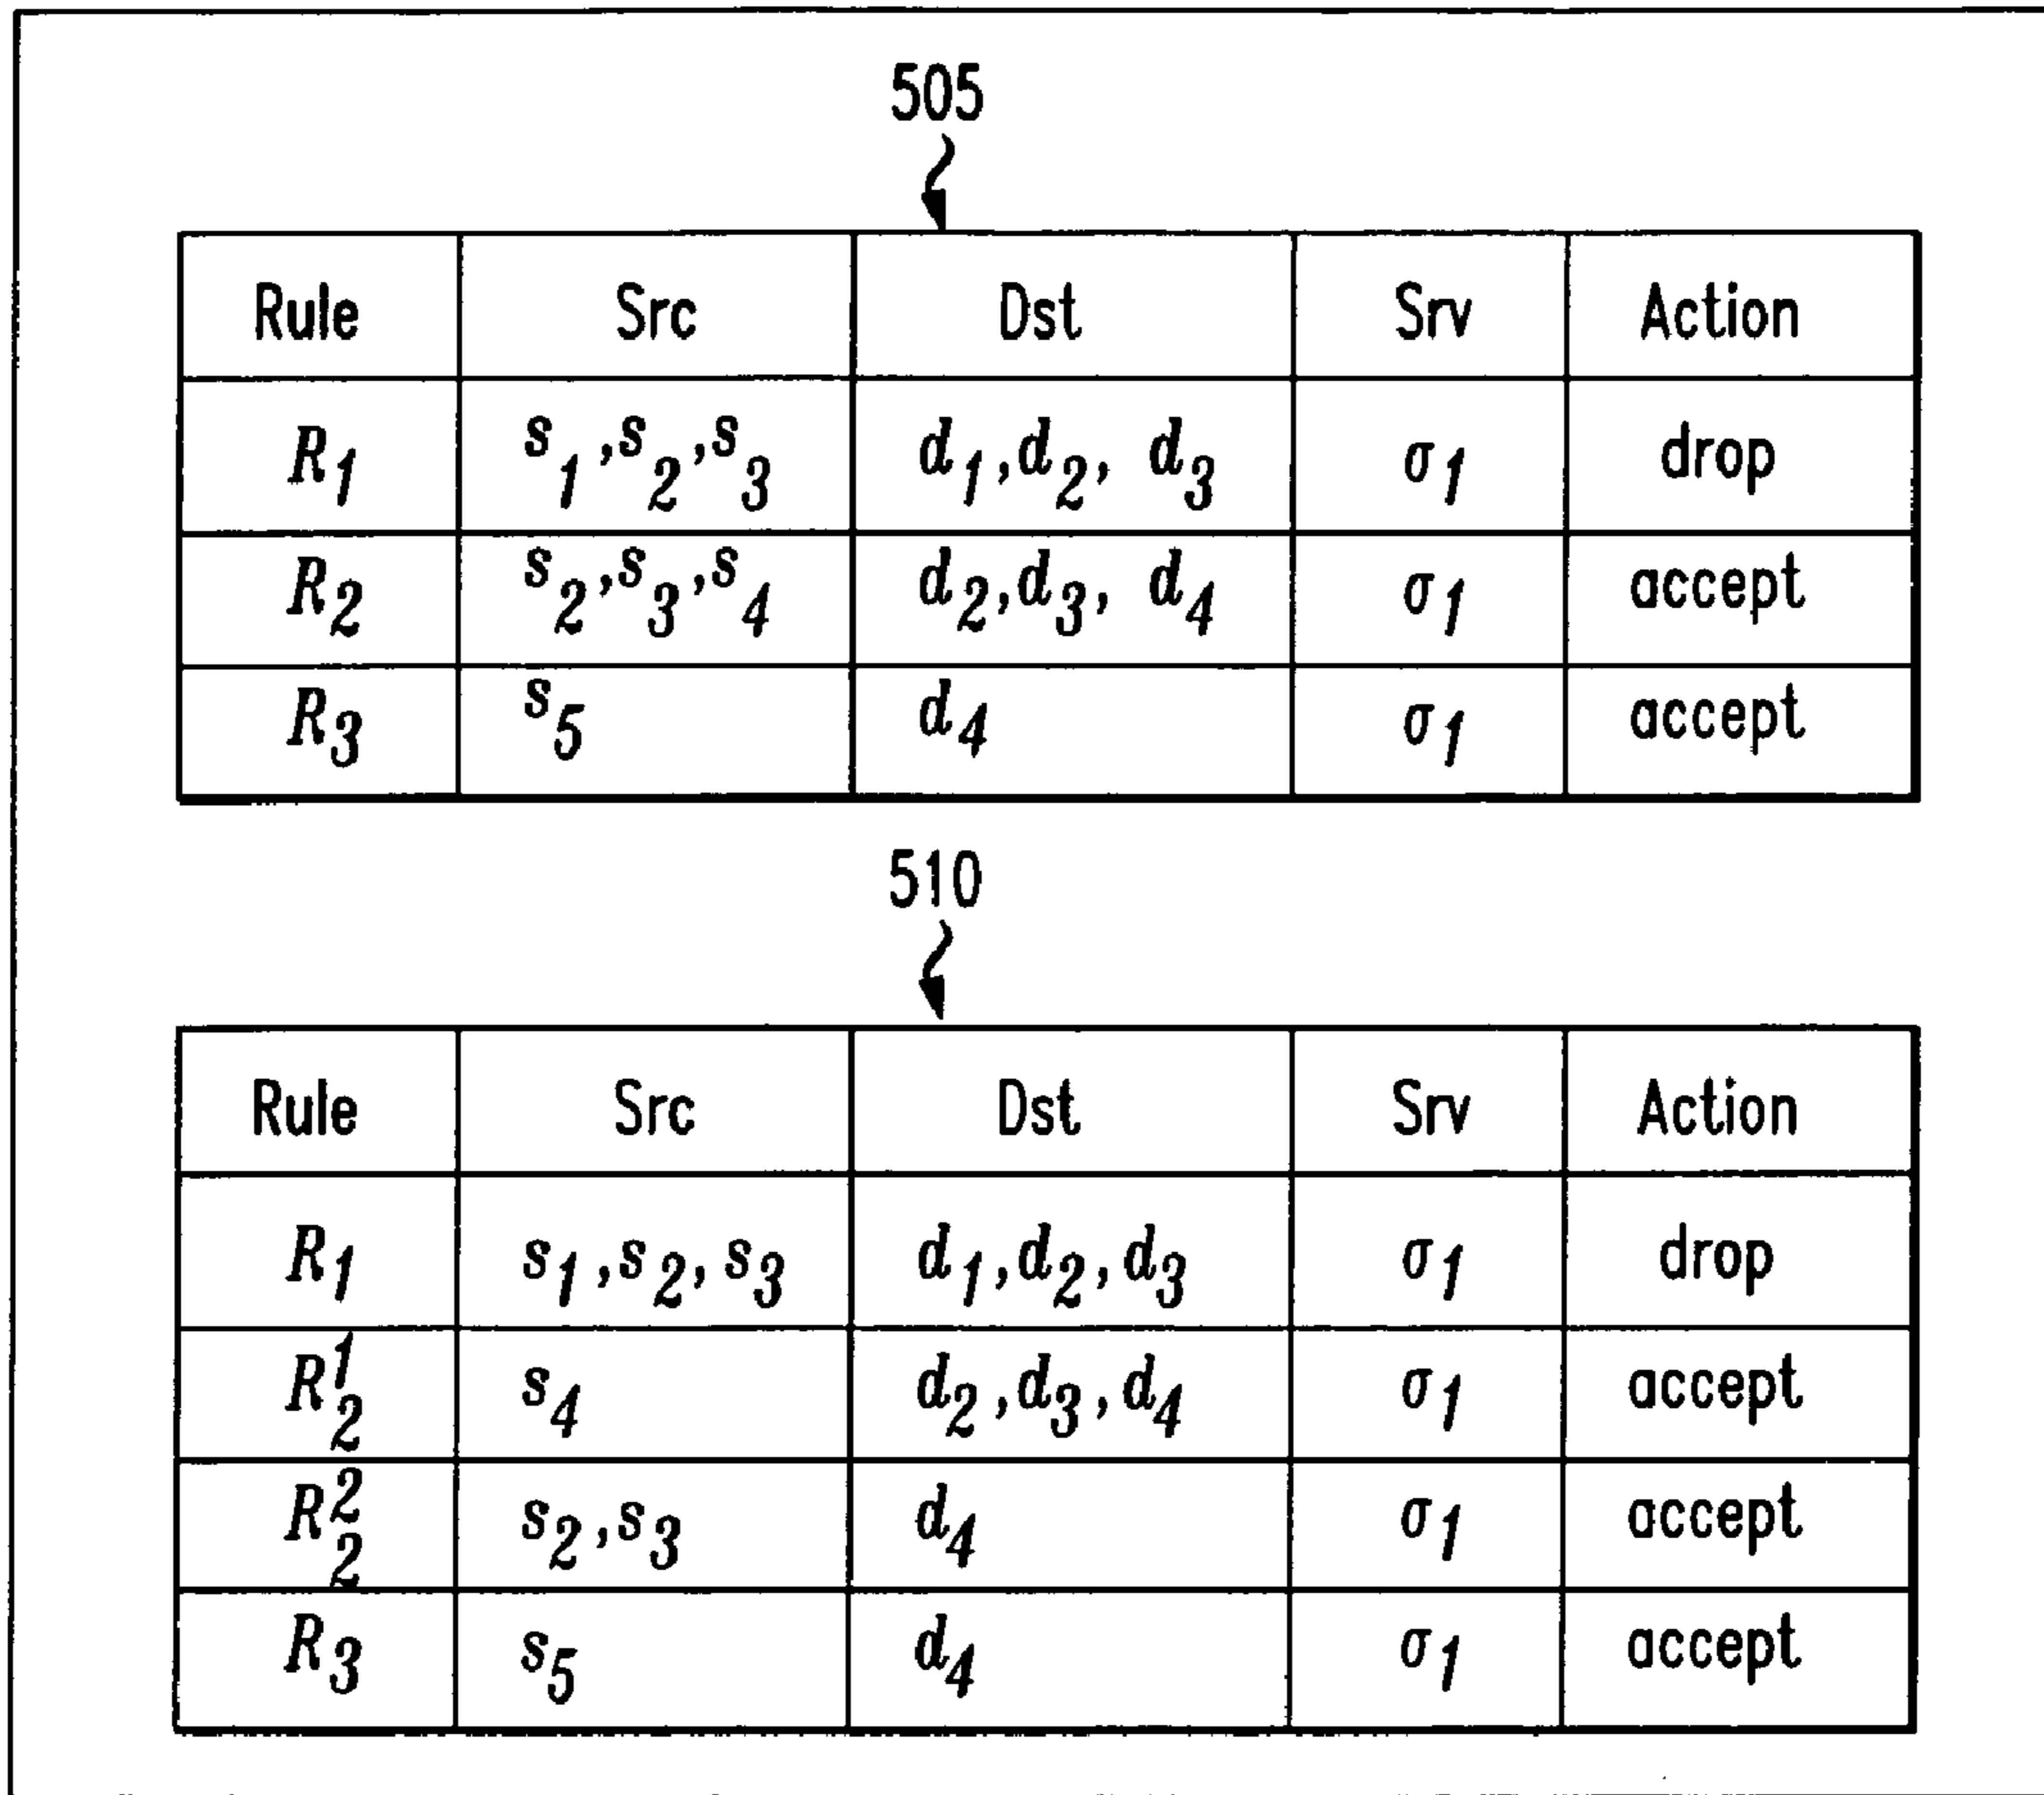 505
Rule Src Dst Srv Action
R₁ s₁,s₂,s₃ d₁,d₂, d₃ σ₁ drop
R₂ s₂,s₃,s₄ d₂,d₃, d₄ σ₁ accept
R₃ s₅ d₄ σ₁ accept
510
Rule Src Dst Srv Action
R₁ s₁,s₂,s₃ d₁,d₂,d₃ σ₁ drop
R₂¹ s₄ d₂,d₃,d₄ σ₁ accept
R₂² s₂,s₃ d₄ σ₁ accept
R₃ s₅ d₄ σ₁ accept